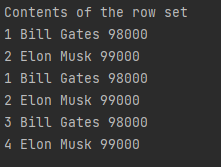 Contents of the row set
1 Bill Gates 98000
2 Elon Musk 99000
1 Bill Gates 98000
2 Elon Musk 99000
3 Bill Gates 98000
4 Elon Musk 99000